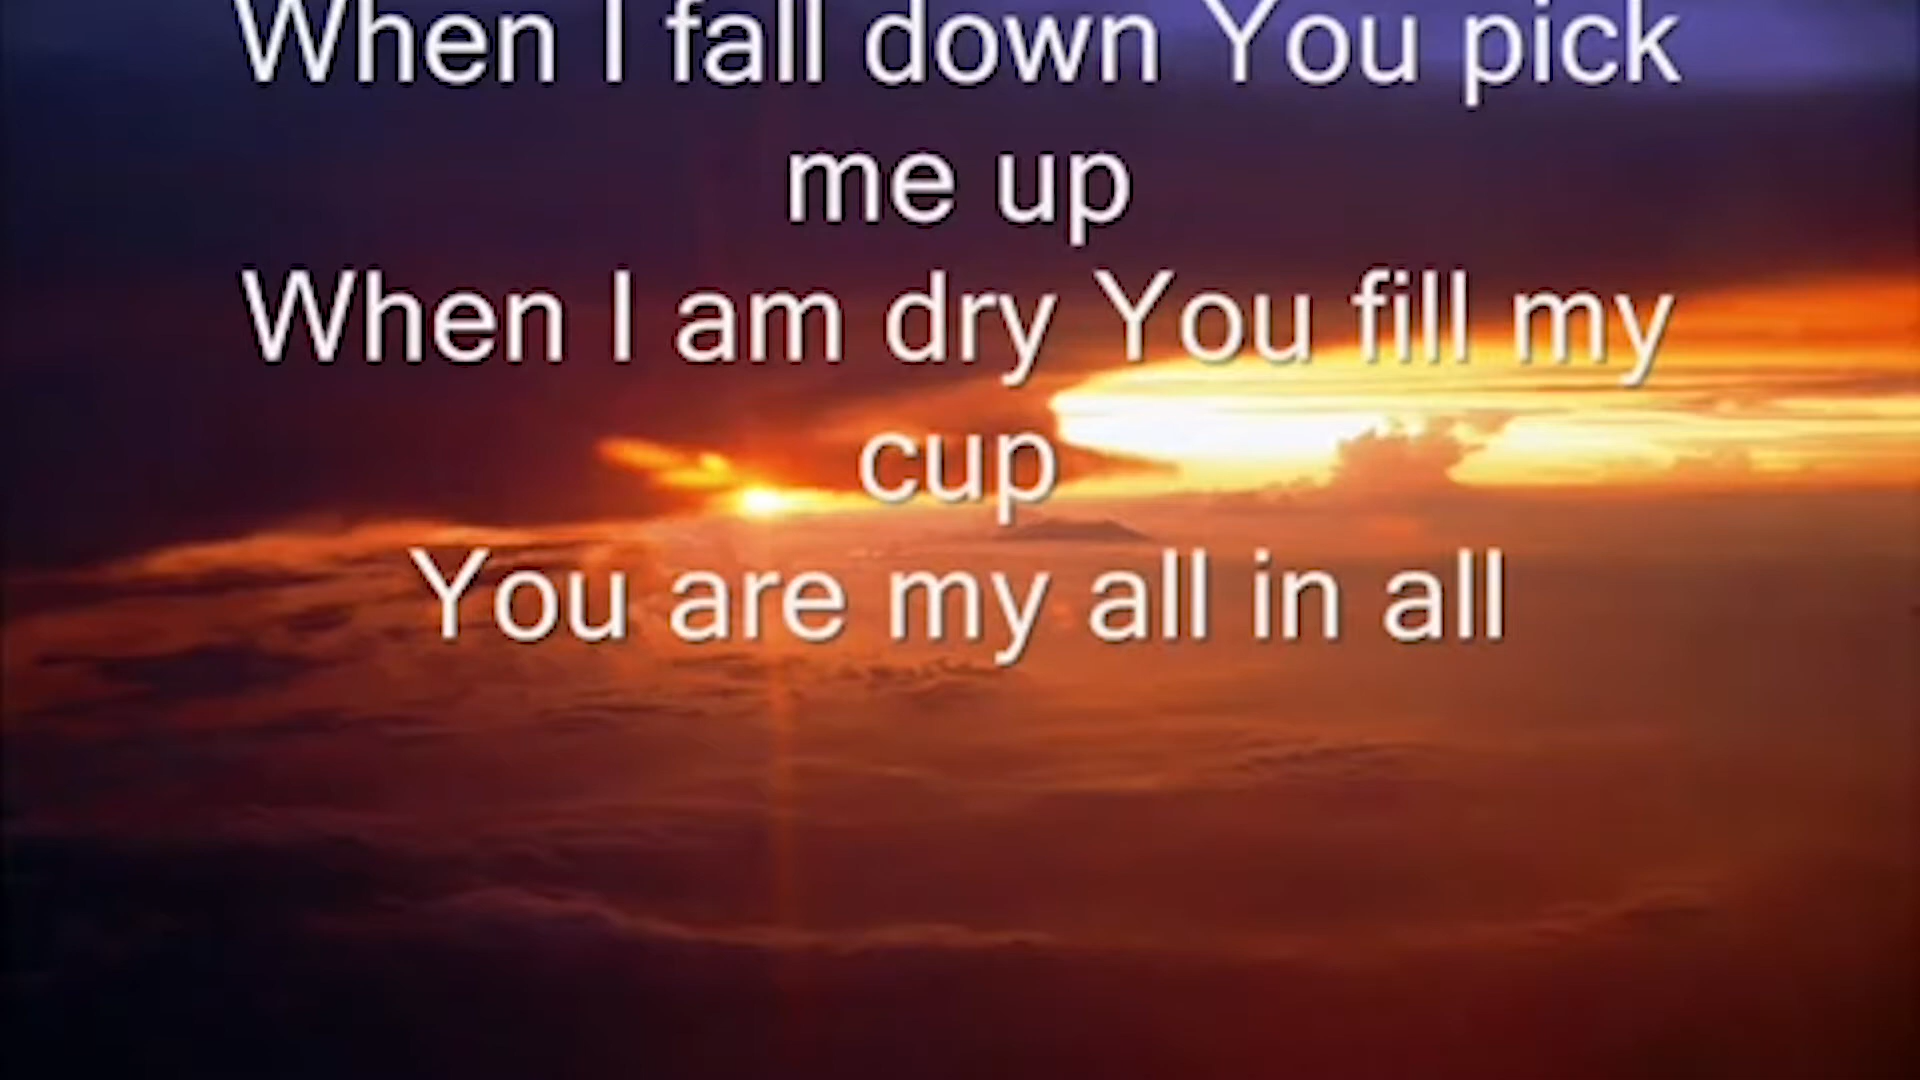 When I fall down You pick
me up
When I am dry You fill my
cup
You are my all in all